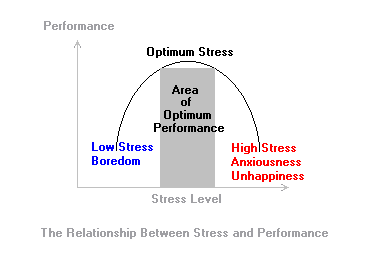 Performance
Optimum Stress
Area
of
Optimum
Performance
Low Stress
Boredom
High Stress
Anxiousness
Unhappiness
Stress Level
The Relationship Between Stress and Performance